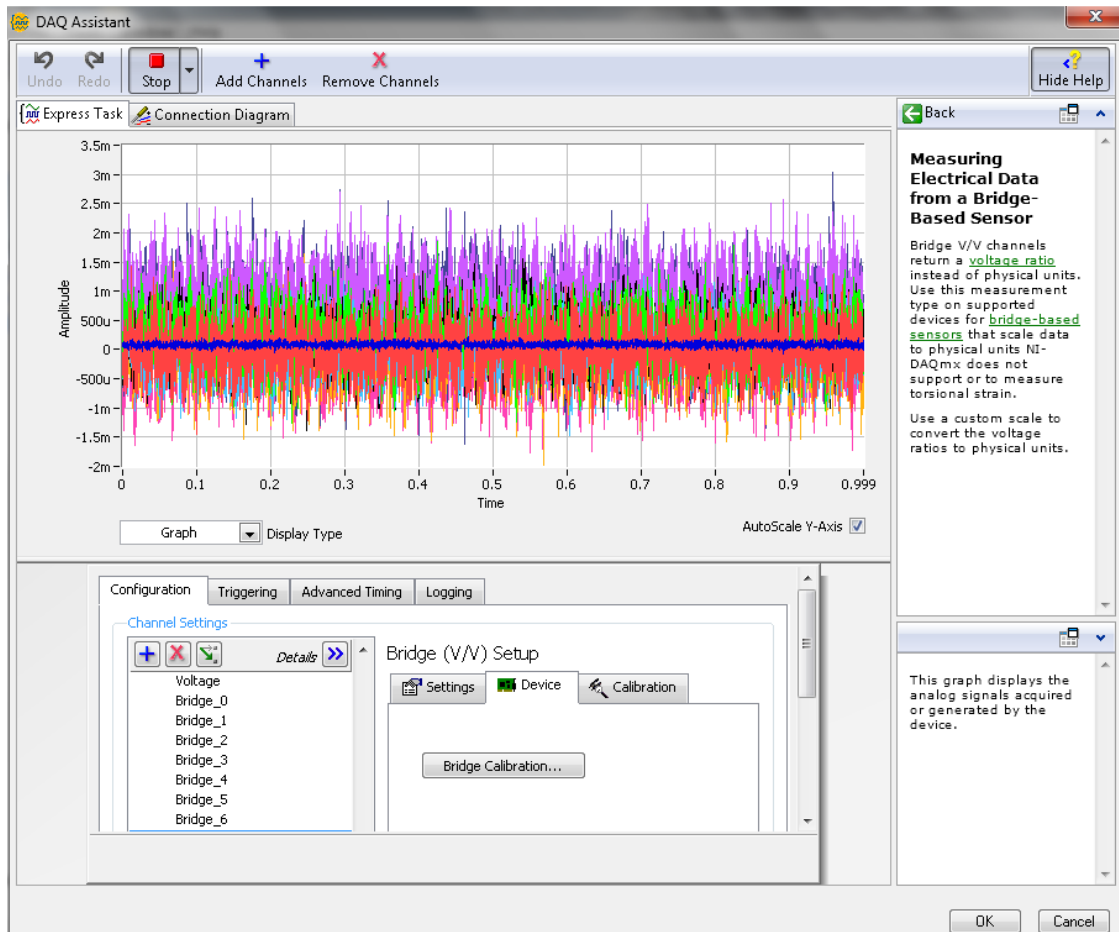 DAQ Assistant
Undo Redo Stop Add Channels Remove Channels Hide Help
Express Task Connection Diagram
3.5m
3m
2.5m
2m
1.5m
1m
500u
0
-500u
-1m
-1.5m
-2m
Amplitude
0 0.1 0.2 0.3 0.4 0.5 0.6 0.7 0.8 0.9 0.999
Time
Graph Display Type AutoScale Y-Axis
Configuration Triggering Advanced Timing Logging
Channel Settings
Details
Voltage
Bridge_0
Bridge_1
Bridge_2
Bridge_3
Bridge_4
Bridge_5
Bridge_6
Bridge (V/V) Setup
Settings Device Calibration
Bridge Calibration...
Back
Measuring
Electrical Data
from a Bridge-
Based Sensor
Bridge V/V channels
return a voltage ratio
instead of physical units.
Use this measurement
type on supported
devices for bridge-based
sensors that scale data
to physical units NI-
DAQmx does not
support or to measure
torsional strain.
Use a custom scale to
convert the voltage
ratios to physical units.
This graph displays the
analog signals acquired
or generated by the
device.
OK Cancel